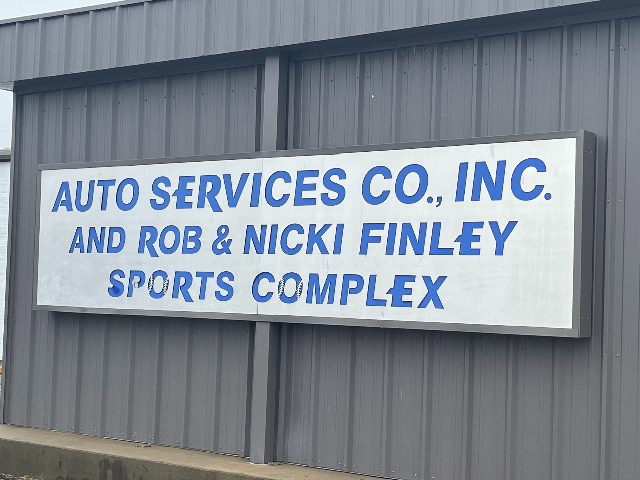 AUTO SERVICES CO., INC.
AND ROB & NICKI FINLEY
SPORTS COMPLEX